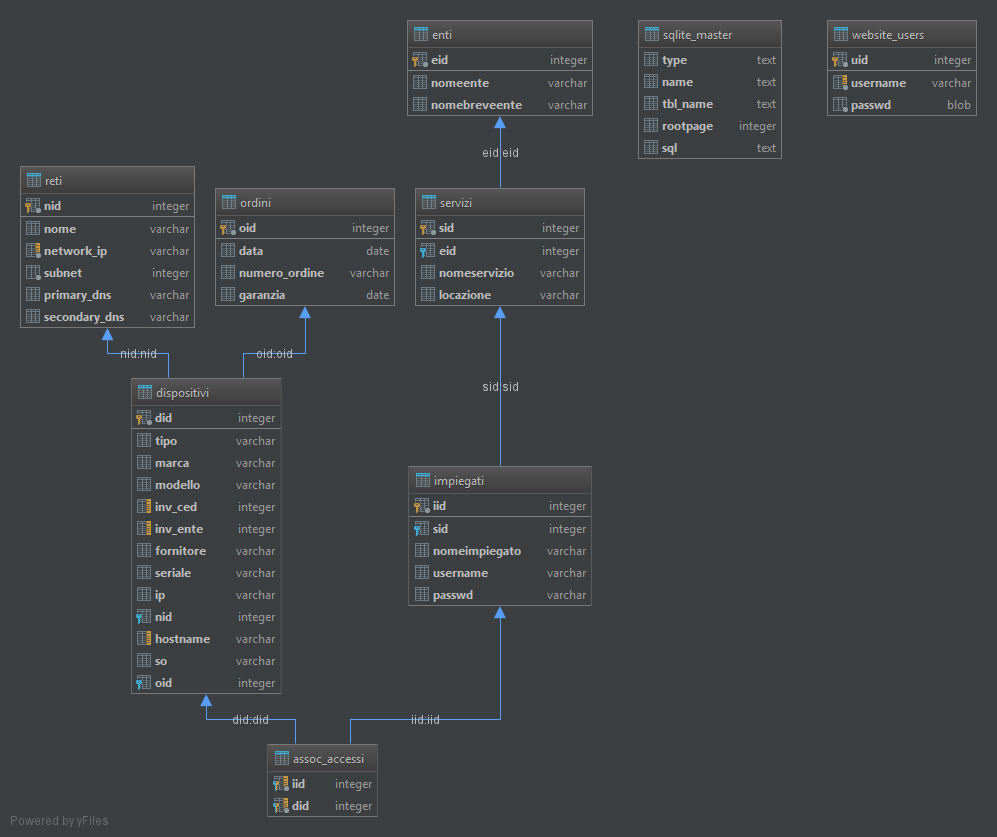 enti
eid integer
nomeente varchar
nomebreveente varchar
sqlite_master
type text
name text
tbl_name text
rootpage integer
sql text
website_users
uid integer
username varchar
passwd blob
eid:eid
reti
nid integer
nome varchar
network_ip varchar
subnet integer
primary_dns varchar
secondary_dns varchar
ordini
oid integer
data date
numero_ordine varchar
garanzia date
servizi
sid integer
eid integer
nomeservizio varchar
locazione varchar
nid:nid
oid:oid
sid:sid
dispositivi
did integer
tipo varchar
marca varchar
modello varchar
inv_ced integer
inv_ente integer
fornitore varchar
seriale varchar
ip varchar
nid integer
hostname varchar
so varchar
oid integer
impiegati
iid integer
sid integer
nomeimpiegato varchar
username varchar
passwd varchar
did:did
iid:iid
assoc_accessi
iid integer
did integer
Powered by yFiles